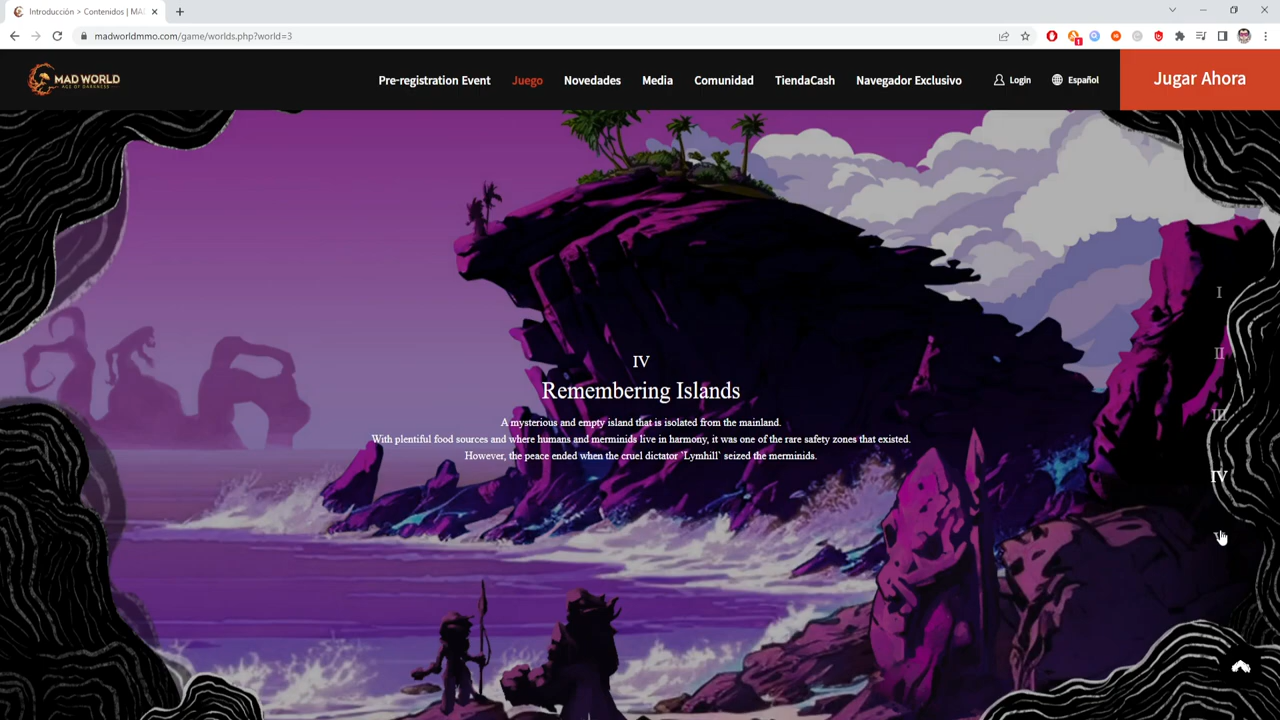 Introducción > Contenidos | MA
madworldmmo.com/game/worlds.php?world=3
1
MAD WORLD
AGE OF DARKNESS
Pre-registration Event
Juego
Novedades
Media
Comunidad
TiendaCash
Navegador Exclusivo
Login
Español
Jugar Ahora
I
II
III
IV
IV
Remembering Islands
A mysterious and empty island that is isolated from the mainland.
With plentiful food sources and where humans and merminids live in harmony, it was one of the rare safety zones that existed.
However, the peace ended when the cruel dictator `Lymhill` seized the merminids.